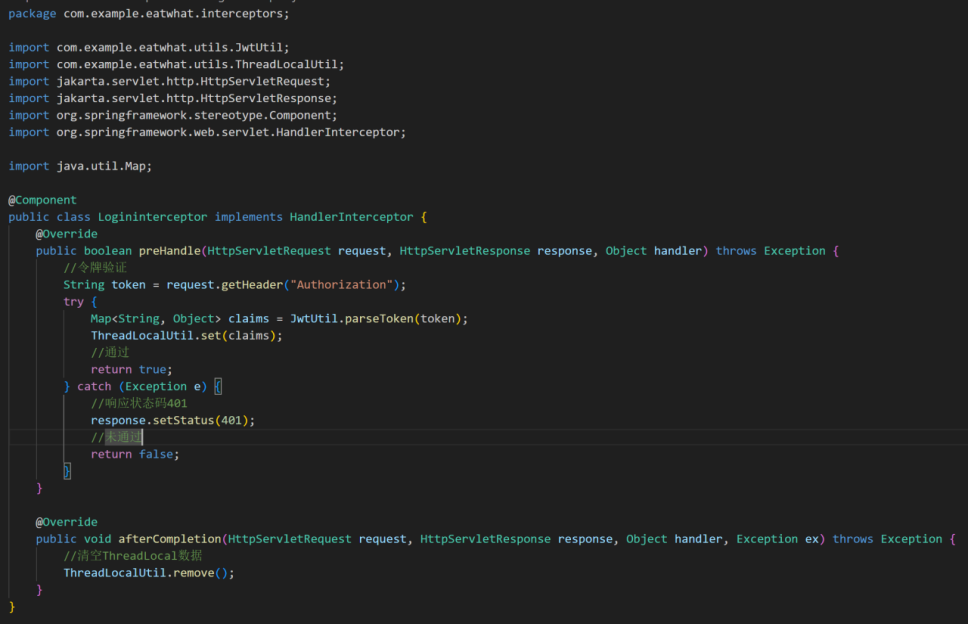 package com.example.eatwhat.interceptors;
import com.example.eatwhat.utils.JwtUtil;
import com.example.eatwhat.utils.ThreadLocalUtil;
import jakarta.servlet.http.HttpServletRequest;
import jakarta.servlet.http.HttpServletResponse;
import org.springframework.stereotype.Component;
import org.springframework.web.servlet.HandlerInterceptor;
import java.util.Map;
@Component
public class Logininterceptor implements HandlerInterceptor {
@Override
public boolean preHandle(HttpServletRequest request, HttpServletResponse response, Object handler) throws Exception {
//令牌验证
String token = request.getHeader("Authorization");
try {
Map<String, Object> claims = JwtUtil.parseToken(token);
ThreadLocalUtil.set(claims);
//通过
return true;
} catch (Exception e) {
//响应状态码401
response.setStatus(401);
//未通过
return false;
}
}
@Override
public void afterCompletion(HttpServletRequest request, HttpServletResponse response, Object handler, Exception ex) throws Exception {
//清空ThreadLocal数据
ThreadLocalUtil.remove();
}
}